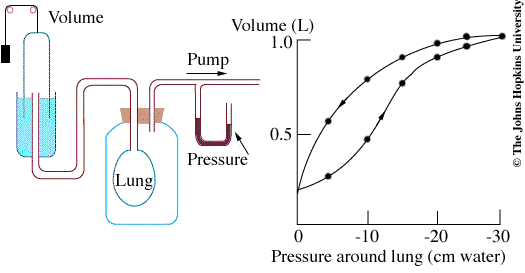 Volume
Pump
Pressure
Lung
Volume (L)
1.0
0.5
0
-10
-20
-30
Pressure around lung (cm water)
© The Johns Hopkins University